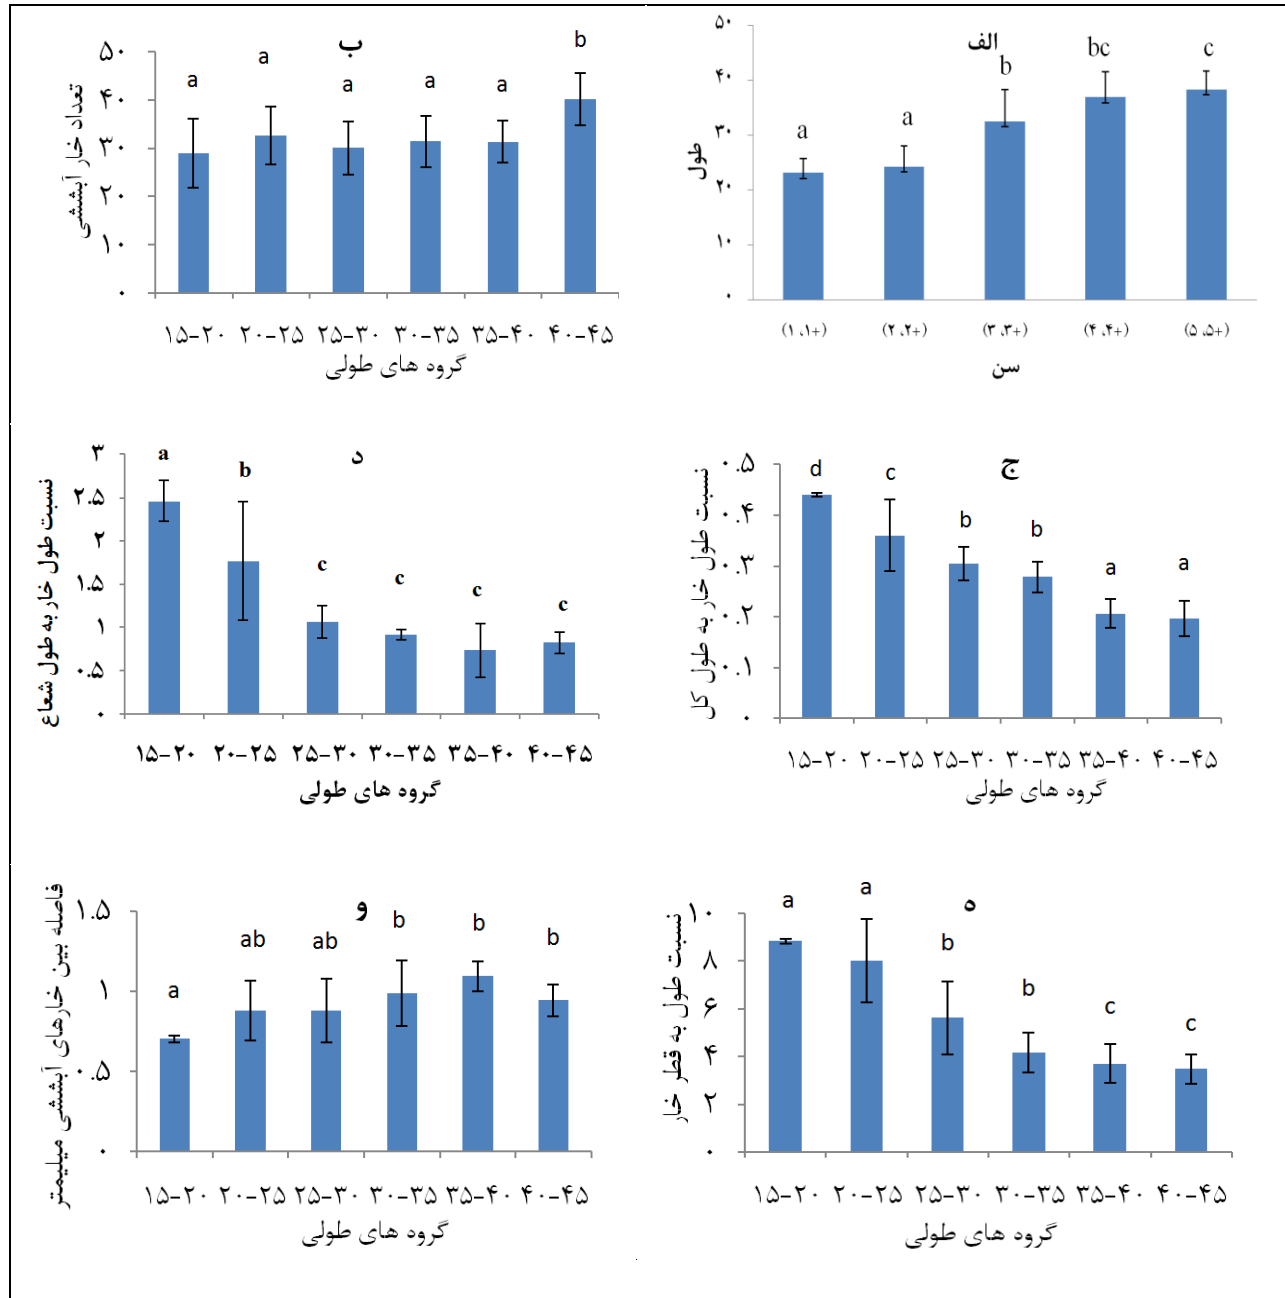 الف
طول
۵۰
۴۰
۳۰
۲۰
۱۰
۰
a
a
b
bc
c
(۱،۱+)
(۲،۲+)
(۳،۳+)
(۴،۴+)
(۵،۵+)
سن
ب
تعداد خار آبششی
۵۰
۴۰
۳۰
۲۰
۱۰
۰
a
a
a
a
a
b
۱۵-۲۰ ۲۰-۲۵ ۲۵-۳۰ ۳۰-۳۵ ۳۵-۴۰ ۴۰-۴۵
گروه های طولی
ج
نسبت طول خار به طول کل
۰.۵
۰.۴
۰.۳
۰.۲
۰.۱
۰
d
c
b
b
a
a
۱۵-۲۰ ۲۰-۲۵ ۲۵-۳۰ ۳۰-۳۵ ۳۵-۴۰ ۴۰-۴۵
گروه های طولی
د
نسبت طول خار به طول شعاع
۳
۲.۵
۲
۱.۵
۱
۰.۵
۰
a
b
c
c
c
c
۱۵-۲۰ ۲۰-۲۵ ۲۵-۳۰ ۳۰-۳۵ ۳۵-۴۰ ۴۰-۴۵
گروه های طولی
ه
نسبت طول به قطر خار
۱۰
۸
۶
۴
۲
۰
a
a
b
b
c
c
۱۵-۲۰ ۲۰-۲۵ ۲۵-۳۰ ۳۰-۳۵ ۳۵-۴۰ ۴۰-۴۵
گروه های طولی
و
فاصله بین خارهای آبششی میلیمتر
۱.۵
۱
۰.۵
۰
a
ab
ab
b
b
b
۱۵-۲۰ ۲۰-۲۵ ۲۵-۳۰ ۳۰-۳۵ ۳۵-۴۰ ۴۰-۴۵
گروه های طولی